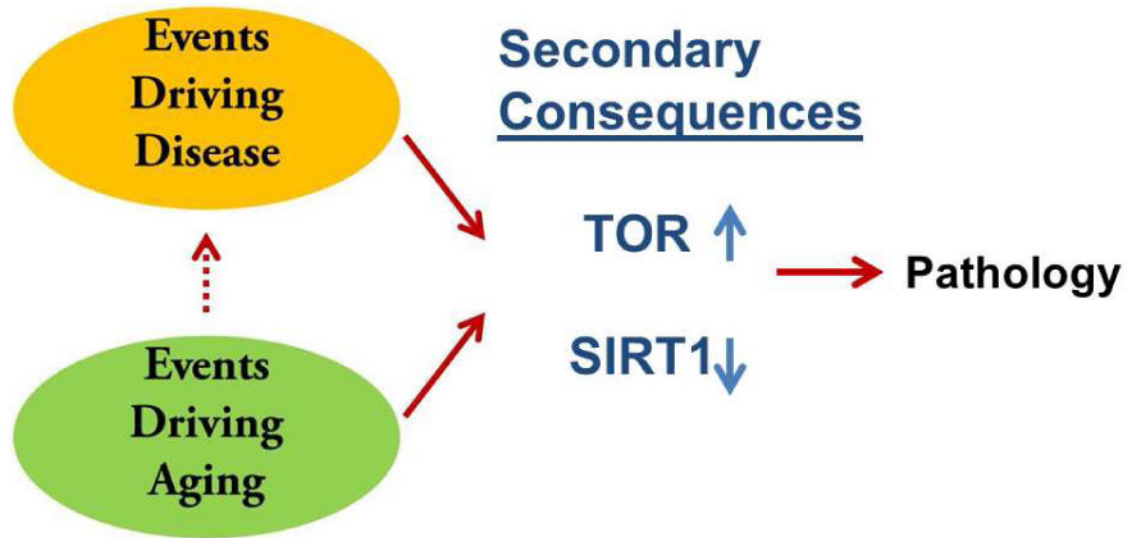 Events
Driving
Disease
Secondary
Consequences
TOR
SIRT1
Pathology
Events
Driving
Aging